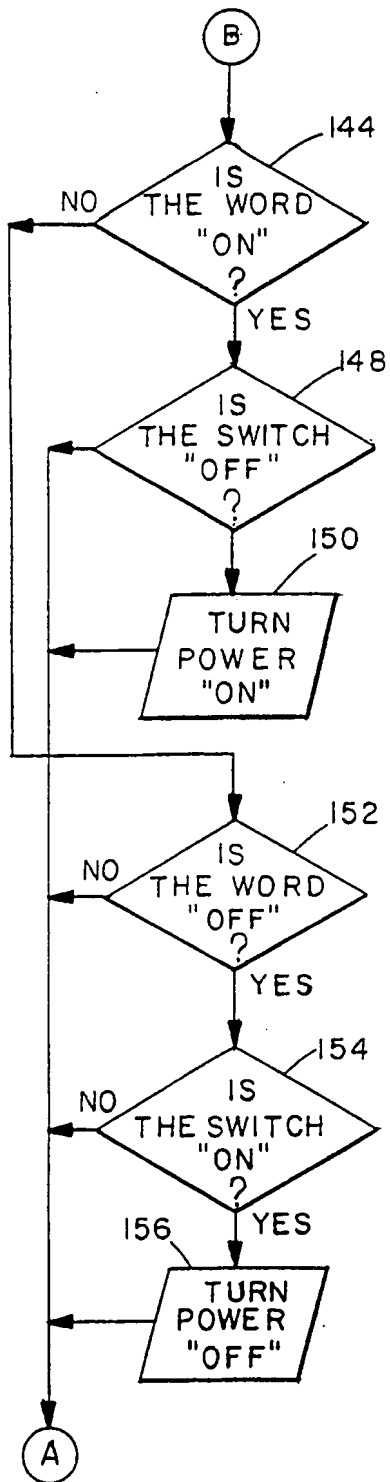 B
144
IS
THE WORD
"ON"
?
NO
YES
148
IS
THE SWITCH
"OFF"
?
150
TURN
POWER
"ON"
152
IS
THE WORD
"OFF"
?
NO
YES
154
IS
THE SWITCH
"ON"
?
NO
YES
156
TURN
POWER
"OFF"
A